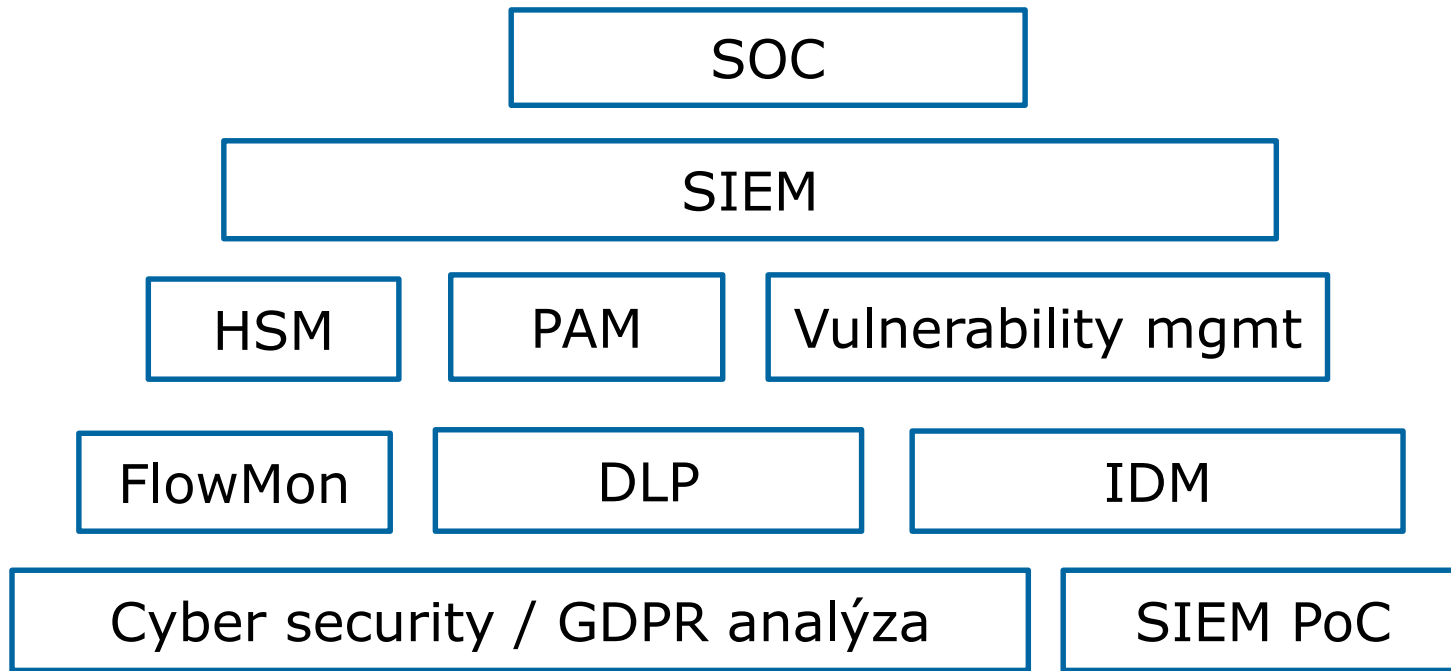 SOC
SIEM
HSM
PAM
Vulnerability mgmt
FlowMon
DLP
IDM
Cyber security / GDPR analýza
SIEM PoC